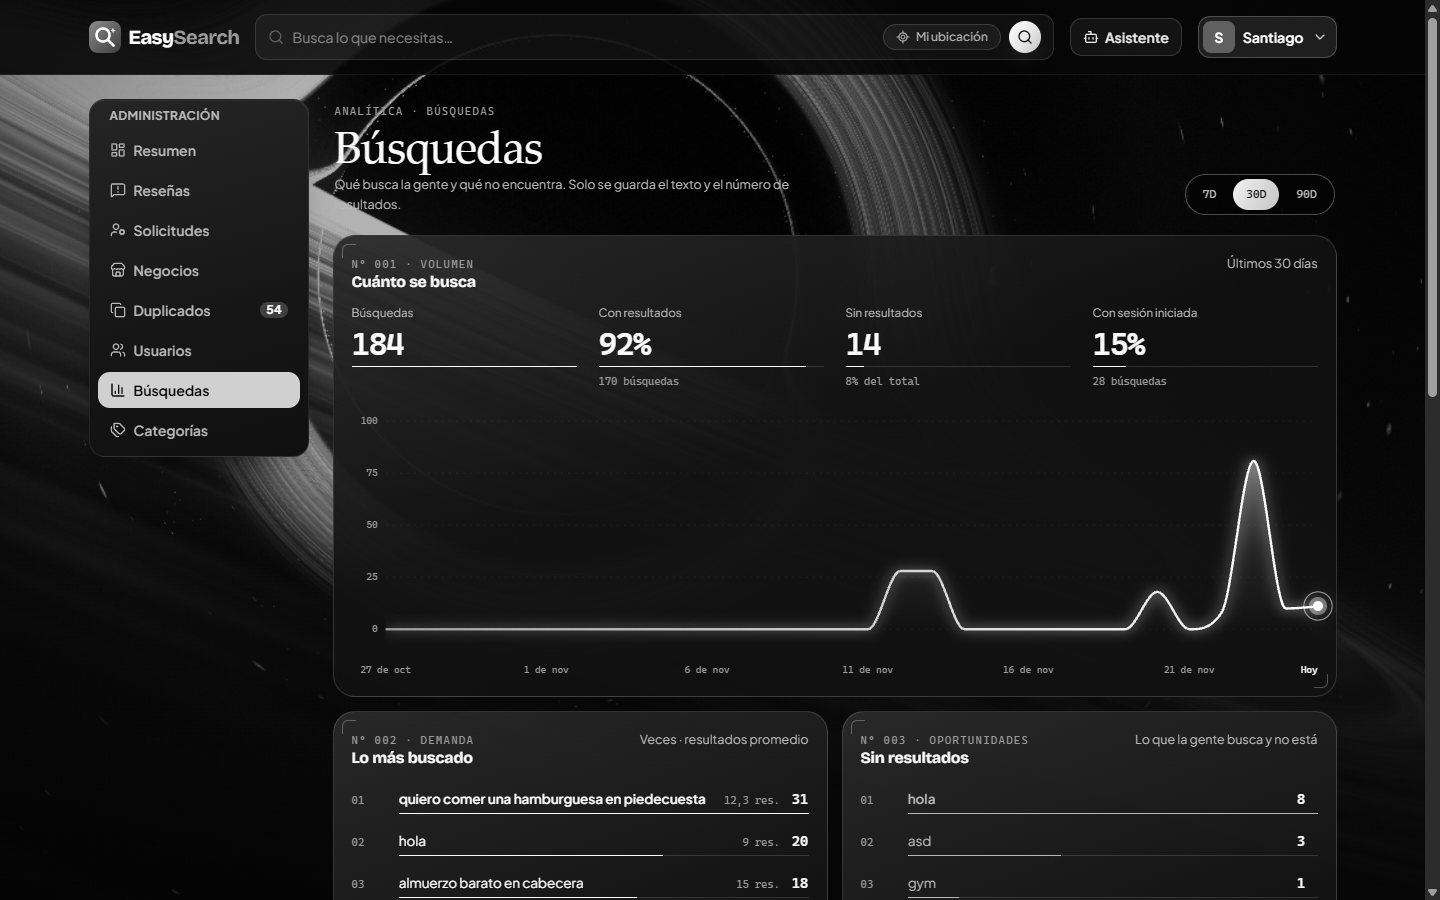 EasySearch
Busca lo que necesitas...
Mi ubicación
Asistente
S
Santiago
ADMINISTRACIÓN
Resumen
Reseñas
Solicitudes
Negocios
Duplicados 54
Usuarios
Búsquedas
Categorías
ANALÍTICA · BÚSQUEDAS
Búsquedas
Qué busca la gente y qué no encuentra. Solo se guarda el texto y el número de
resultados.
7D 30D 90D
Nº 001 · VOLUMEN
Últimos 30 días
Cuánto se busca
Búsquedas
184
Con resultados
92%
170 búsquedas
Sin resultados
14
8% del total
Con sesión iniciada
15%
28 búsquedas
100
75
50
25
0
27 de oct 1 de nov 6 de nov 11 de nov 16 de nov 21 de nov Hoy
Nº 002 · DEMANDA
Veces · resultados promedio
Lo más buscado
01 quiero comer una hamburguesa en piedecuesta 12,3 res. 31
02 hola 9 res. 20
03 almuerzo barato en cabecera 15 res. 18
Nº 003 · OPORTUNIDADES
Lo que la gente busca y no está
Sin resultados
01 hola 8
02 asd 3
03 gym 1